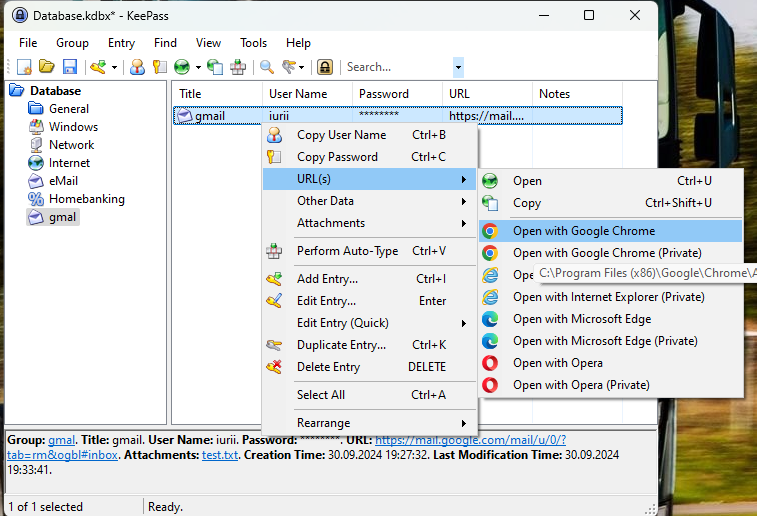 Database.kdbx* - KeePass
File Group Entry Find View Tools Help
Search...
Database
General
Windows
Network
Internet
eMail
Homebanking
gmal
Title User Name Password URL Notes
gmail iurii ******** https://mail....
Copy User Name Ctrl+B
Copy Password Ctrl+C
URL(s)
Other Data
Attachments
Perform Auto-Type Ctrl+V
Add Entry... Ctrl+I
Edit Entry... Enter
Edit Entry (Quick)
Duplicate Entry... Ctrl+K
Delete Entry DELETE
Select All Ctrl+A
Rearrange
Open Ctrl+U
Copy Ctrl+Shift+U
Open with Google Chrome
Open with Google Chrome (Private)
C:\Program Files (x86)\Google\Chrome\A
Open with Internet Explorer (Private)
Open with Microsoft Edge
Open with Microsoft Edge (Private)
Open with Opera
Open with Opera (Private)
Group: gmal. Title: gmail. User Name: iurii. Password: ********. URL: https://mail.google.com/mail/u/0/?
tab=rm&ogbl#inbox. Attachments: test.txt. Creation Time: 30.09.2024 19:27:32. Last Modification Time: 30.09.2024
19:33:41.
1 of 1 selected Ready.